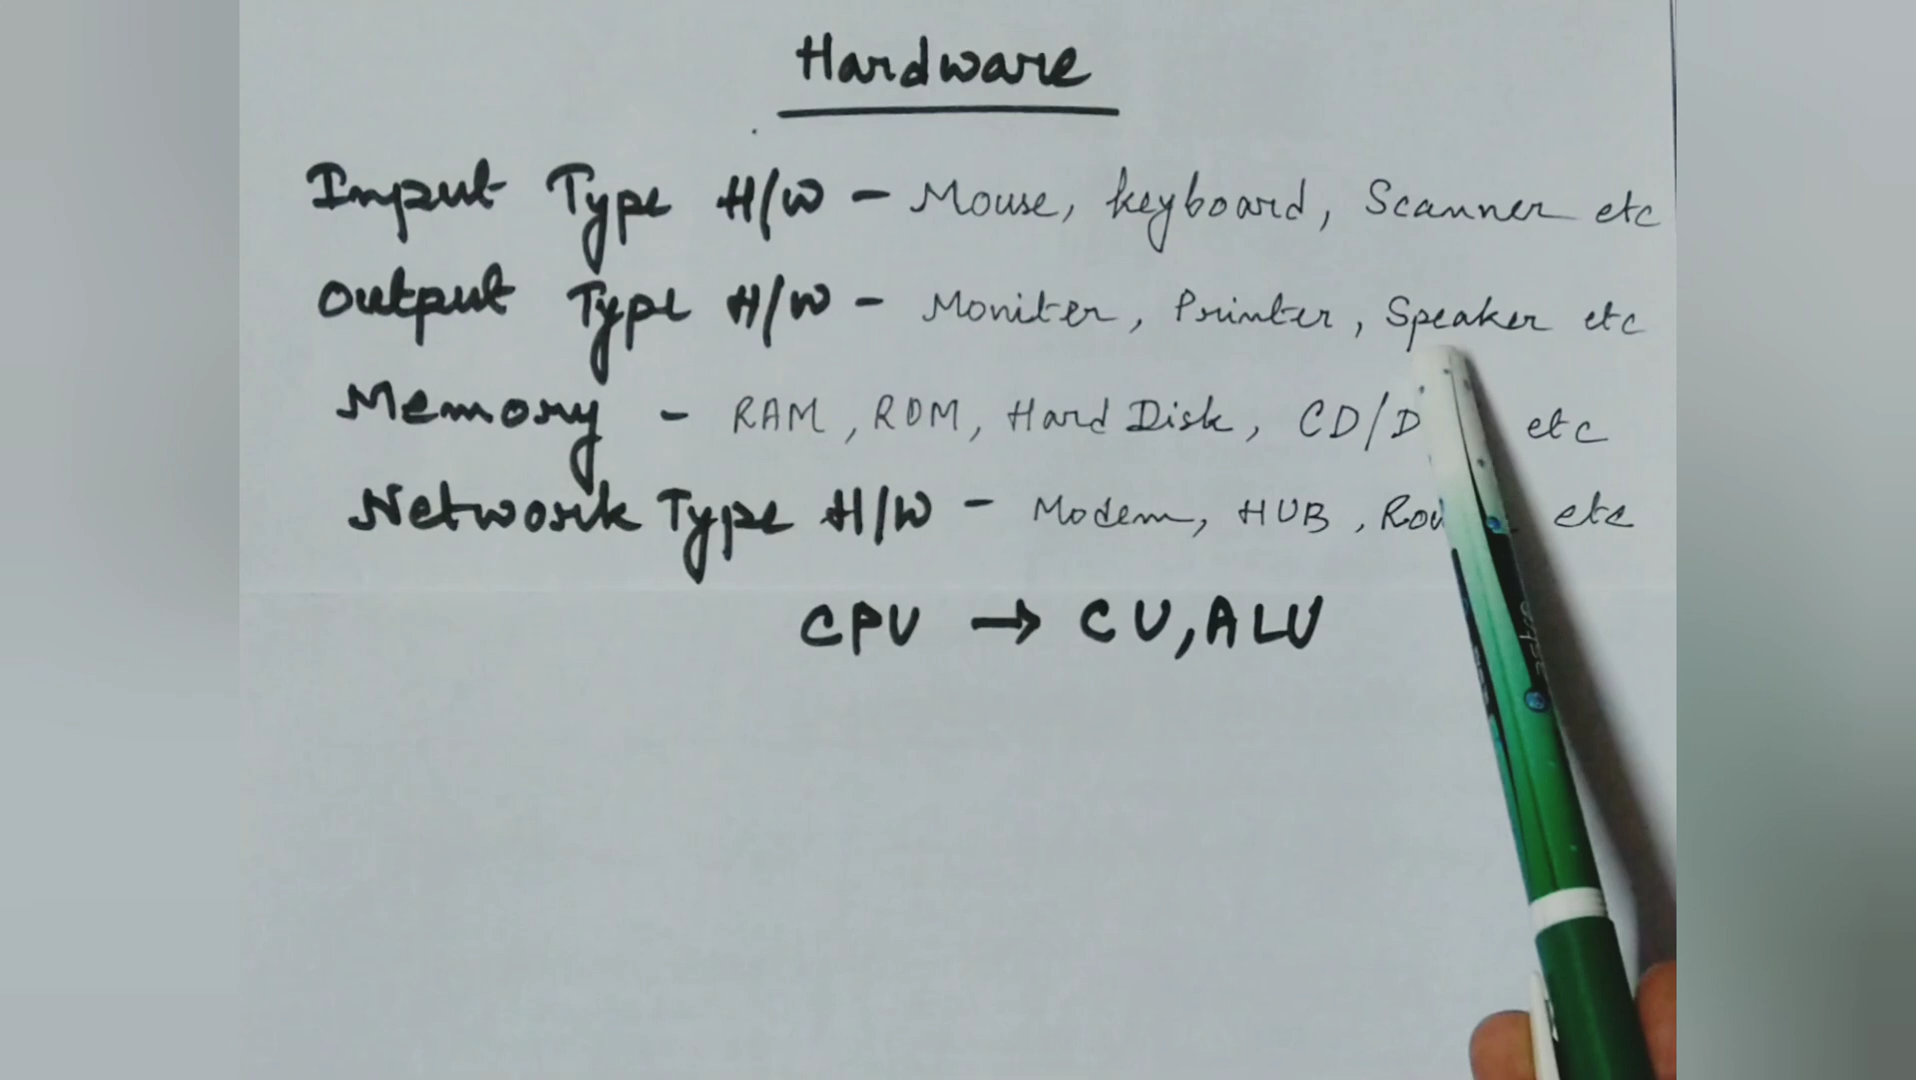 Hardware
Input Type H/W - Mouse, keyboard, Scanner etc
Output Type H/W - Moniter, Printer, Speaker etc
Memory - RAM, ROM, Hard Disk, CD/D etc
Network Type H/W - Modem, HUB, etc
CPU → CU, ALU